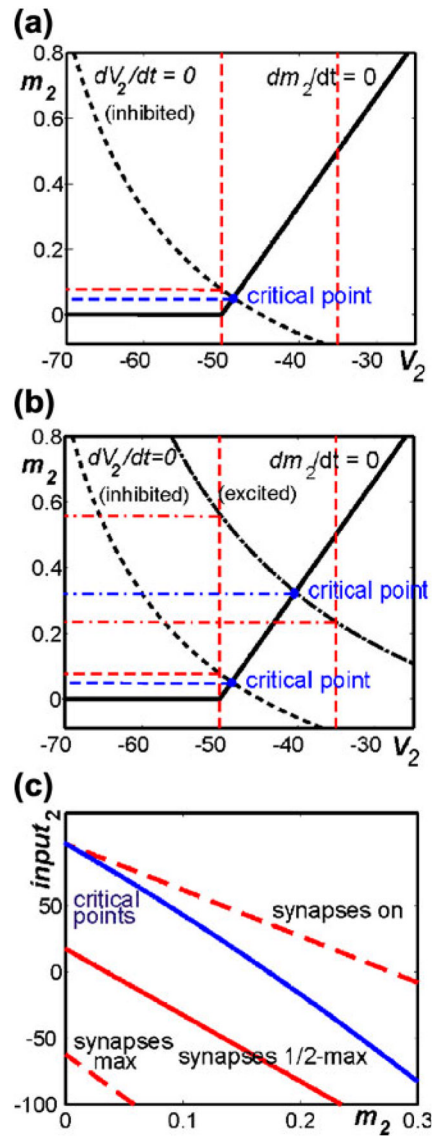 (a)
0.8
m₂
dV₂/dt = 0
dm₂/dt = 0
(inhibited)
0.6
0.4
0.2
critical point
0
-70 -60 -50 -40 -30 V₂
(b)
0.8
m₂
dV₂/dt=0
dm₂/dt = 0
(inhibited) (excited)
0.6
0.4
critical point
0.2
critical point
0
-70 -60 -50 -40 -30 V₂
(c)
input₂
50
critical
points
synapses on
0
-50
synapses
max
synapses 1/2-max
-100
0 0.1 0.2 m₂ 0.3